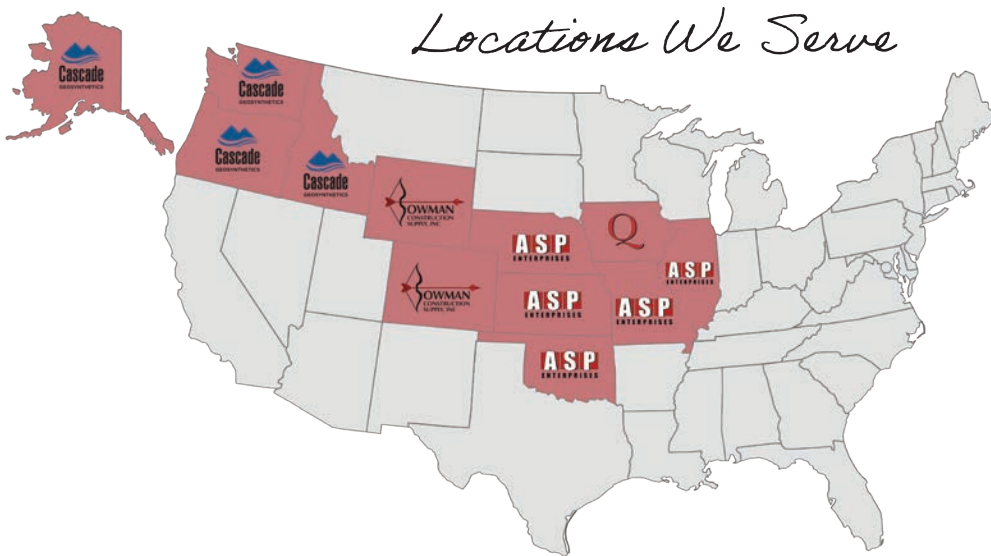 Locations We Serve
Cascade
GEOSYNTHETICS
Cascade
GEOSYNTHETICS
Cascade
GEOSYNTHETICS
Cascade
GEOSYNTHETICS
BOWMAN
CONSTRUCTION
SUPPLY, INC
BOWMAN
CONSTRUCTION
SUPPLY, INC
ASP
ENTERPRISES
Q
ASP
ENTERPRISES
ASP
ENTERPRISES
ASP
ENTERPRISES
ASP
ENTERPRISES